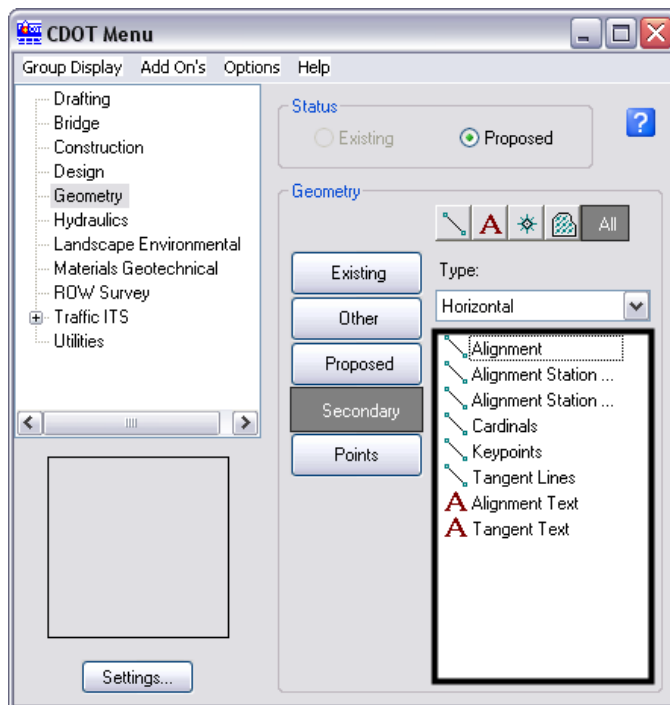 CDOT Menu
Group Display Add On's Options Help
Drafting
Bridge
Construction
Design
Geometry
Hydraulics
Landscape Environmental
Materials Geotechnical
ROW Survey
Traffic ITS
Utilities
Settings...
Status
Existing Proposed
?
Geometry
A All
Existing
Other
Proposed
Secondary
Points
Type:
Horizontal
Alignment
Alignment Station ...
Alignment Station ...
Cardinals
Keypoints
Tangent Lines
A Alignment Text
A Tangent Text